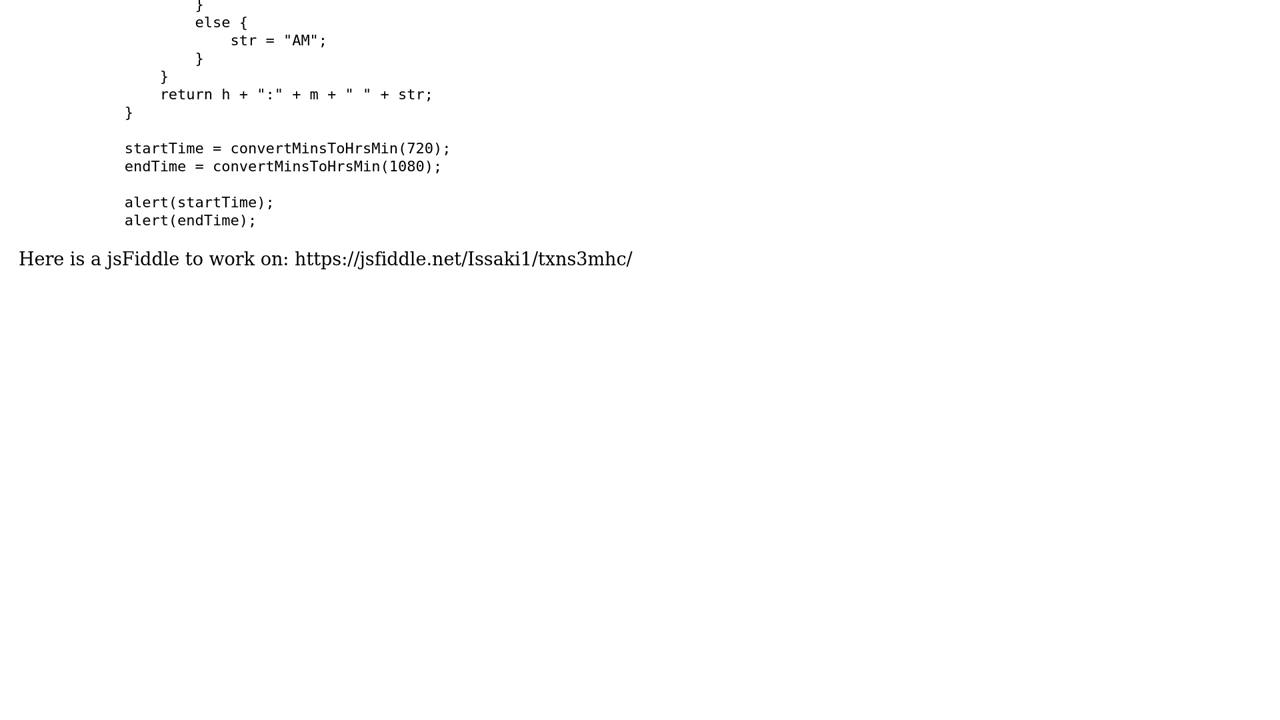 }
else {
str = "AM";
}
}
return h + ":" + m + " " + str;
}
startTime = convertMinsToHrsMin(720);
endTime = convertMinsToHrsMin(1080);
alert(startTime);
alert(endTime);
Here is a jsFiddle to work on: https://jsfiddle.net/Issaki1/txns3mhc/